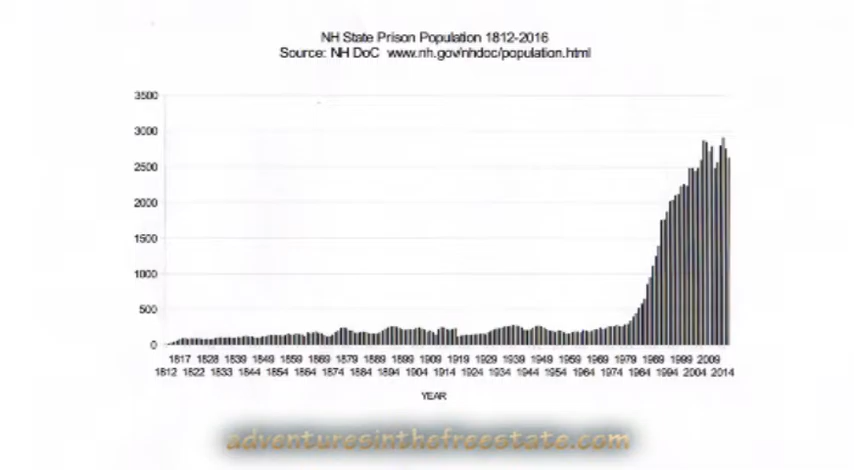 NH State Prison Population 1812-2016
Source: NH DoC www.nh.gov/nhdoc/population.html
3500
3000
2500
2000
1500
1000
500
0
1817 1828 1839 1849 1859 1869 1879 1889 1899 1909 1919 1929 1939 1949 1959 1969 1979 1989 1999 2009
1812 1822 1833 1844 1854 1864 1874 1884 1894 1904 1914 1924 1934 1944 1954 1964 1974 1984 1994 2004 2014
YEAR
adventuresinthefreestate.com